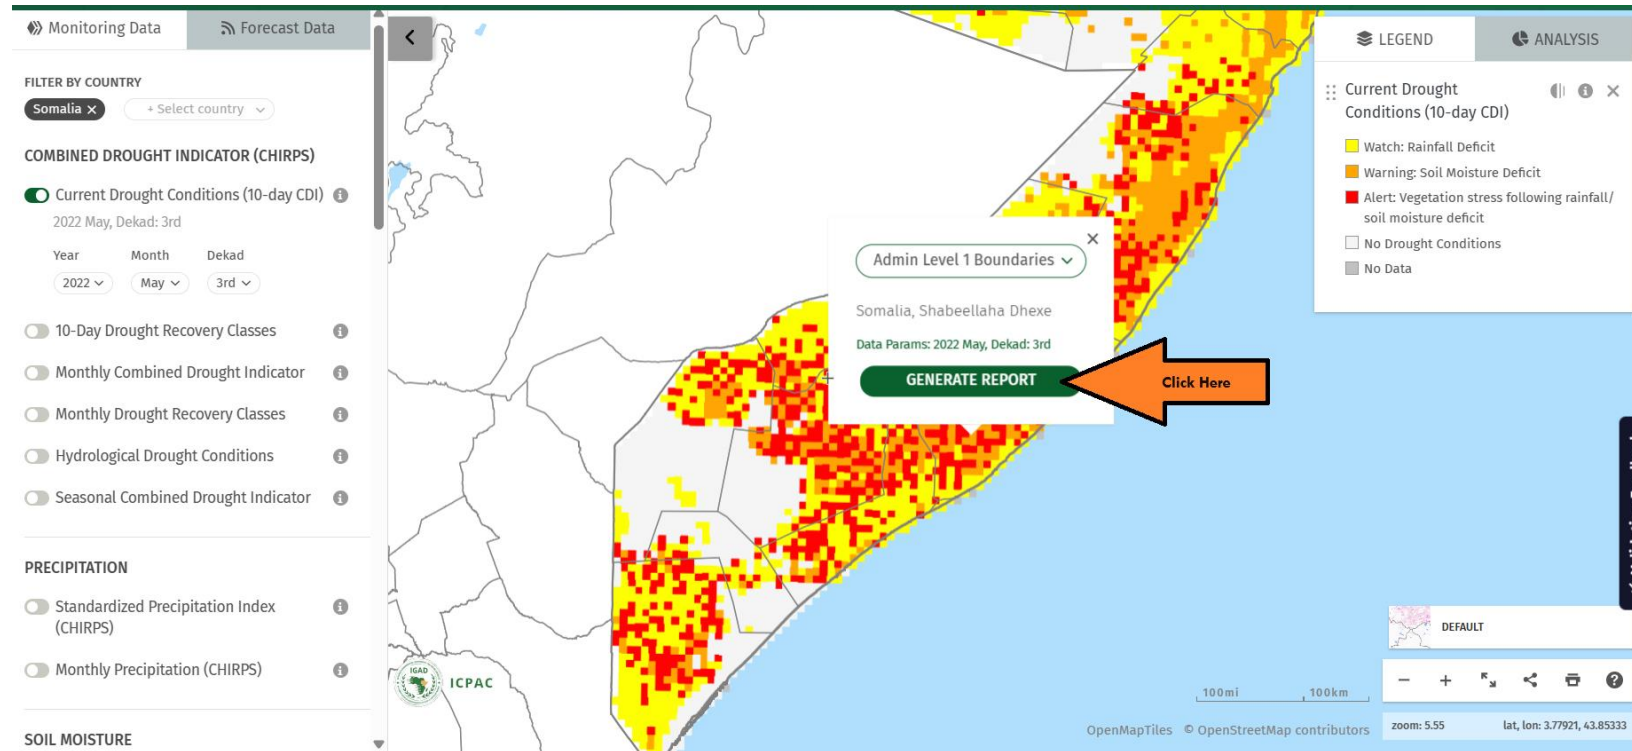 Monitoring Data
Forecast Data
FILTER BY COUNTRY
Somalia ×
+ Select country
COMBINED DROUGHT INDICATOR (CHIRPS)
Current Drought Conditions (10-day CDI)
2022 May, Dekad: 3rd
Year Month Dekad
2022 May 3rd
10-Day Drought Recovery Classes
Monthly Combined Drought Indicator
Monthly Drought Recovery Classes
Hydrological Drought Conditions
Seasonal Combined Drought Indicator
PRECIPITATION
Standardized Precipitation Index
(CHIRPS)
Monthly Precipitation (CHIRPS)
SOIL MOISTURE
Admin Level 1 Boundaries
Somalia, Shabeellaha Dhexe
Data Params: 2022 May, Dekad: 3rd
GENERATE REPORT
Click Here
IGAD
ICPAC
LEGEND
ANALYSIS
Current Drought
Conditions (10-day CDI)
Watch: Rainfall Deficit
Warning: Soil Moisture Deficit
Alert: Vegetation stress following rainfall/
soil moisture deficit
No Drought Conditions
No Data
DEFAULT
100mi
100km
OpenMapTiles © OpenStreetMap contributors
zoom: 5.55
lat, lon: 3.77921, 43.85333